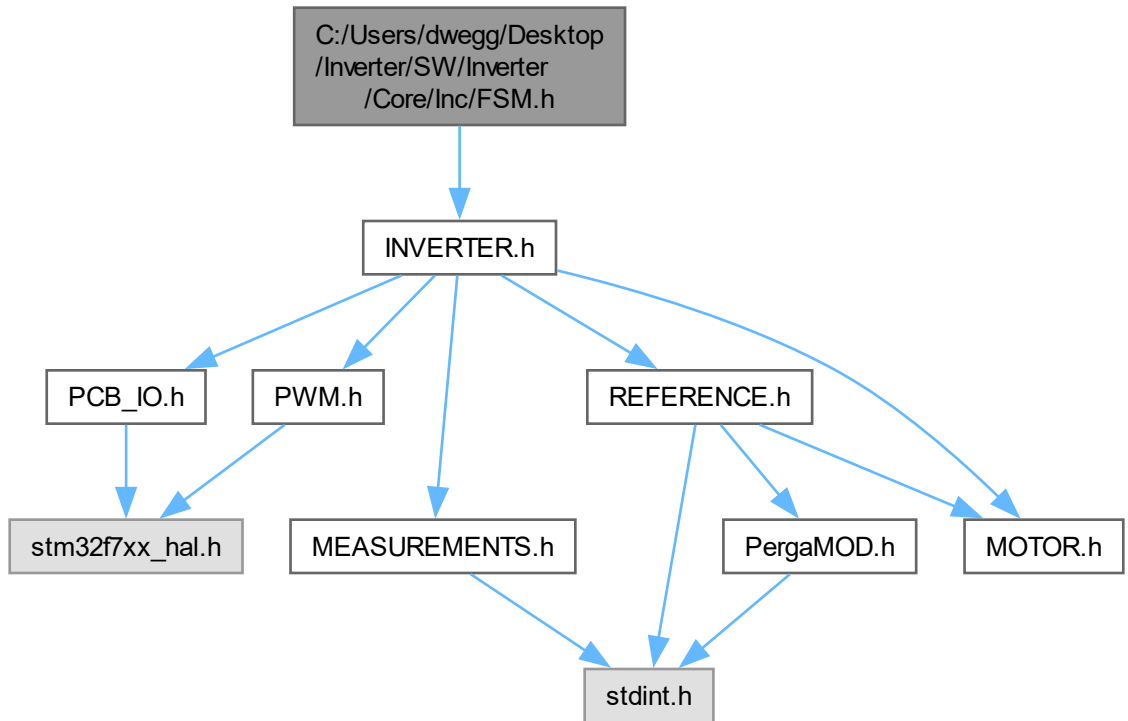 C:/Users/dwegg/Desktop
/Inverter/SW/Inverter
/Core/Inc/FSM.h
INVERTER.h
PCB_IO.h
PWM.h
REFERENCE.h
stm32f7xx_hal.h
MEASUREMENTS.h
PergaMOD.h
MOTOR.h
stdint.h